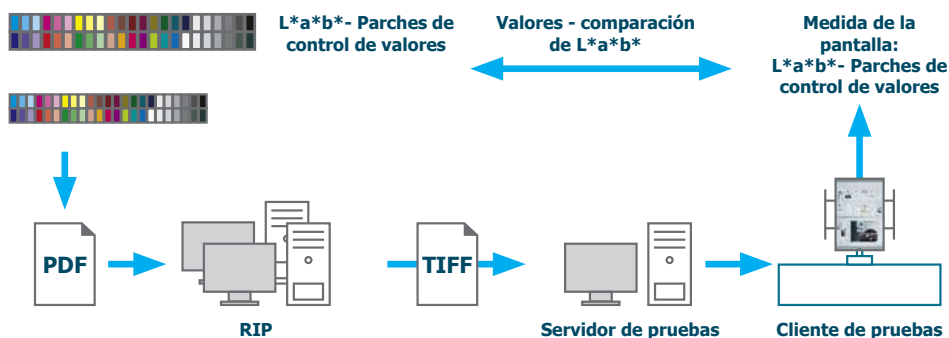 L*a*b*- Parches de
control de valores
Valores - comparación
de L*a*b*
Medida de la
pantalla:
L*a*b*- Parches de
control de valores
PDF
TIFF
RIP
Servidor de pruebas
Cliente de pruebas